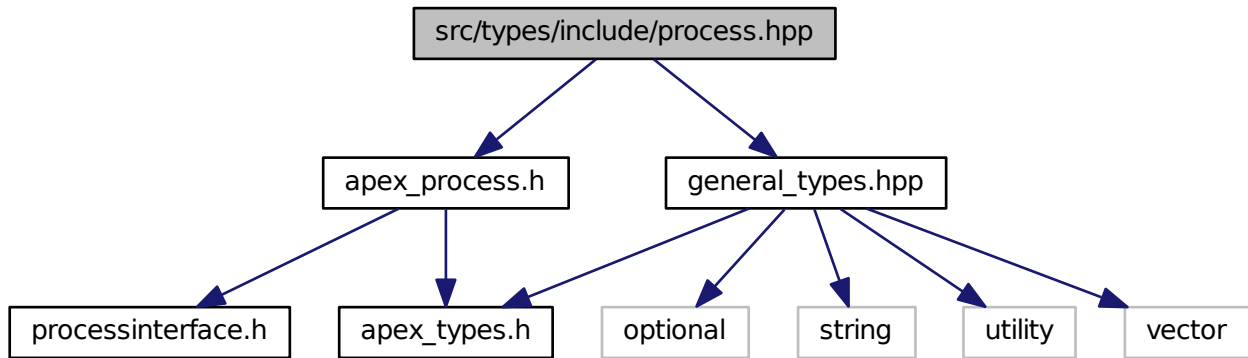 src/types/include/process.hpp
apex_process.h
general_types.hpp
processinterface.h
apex_types.h
optional
string
utility
vector